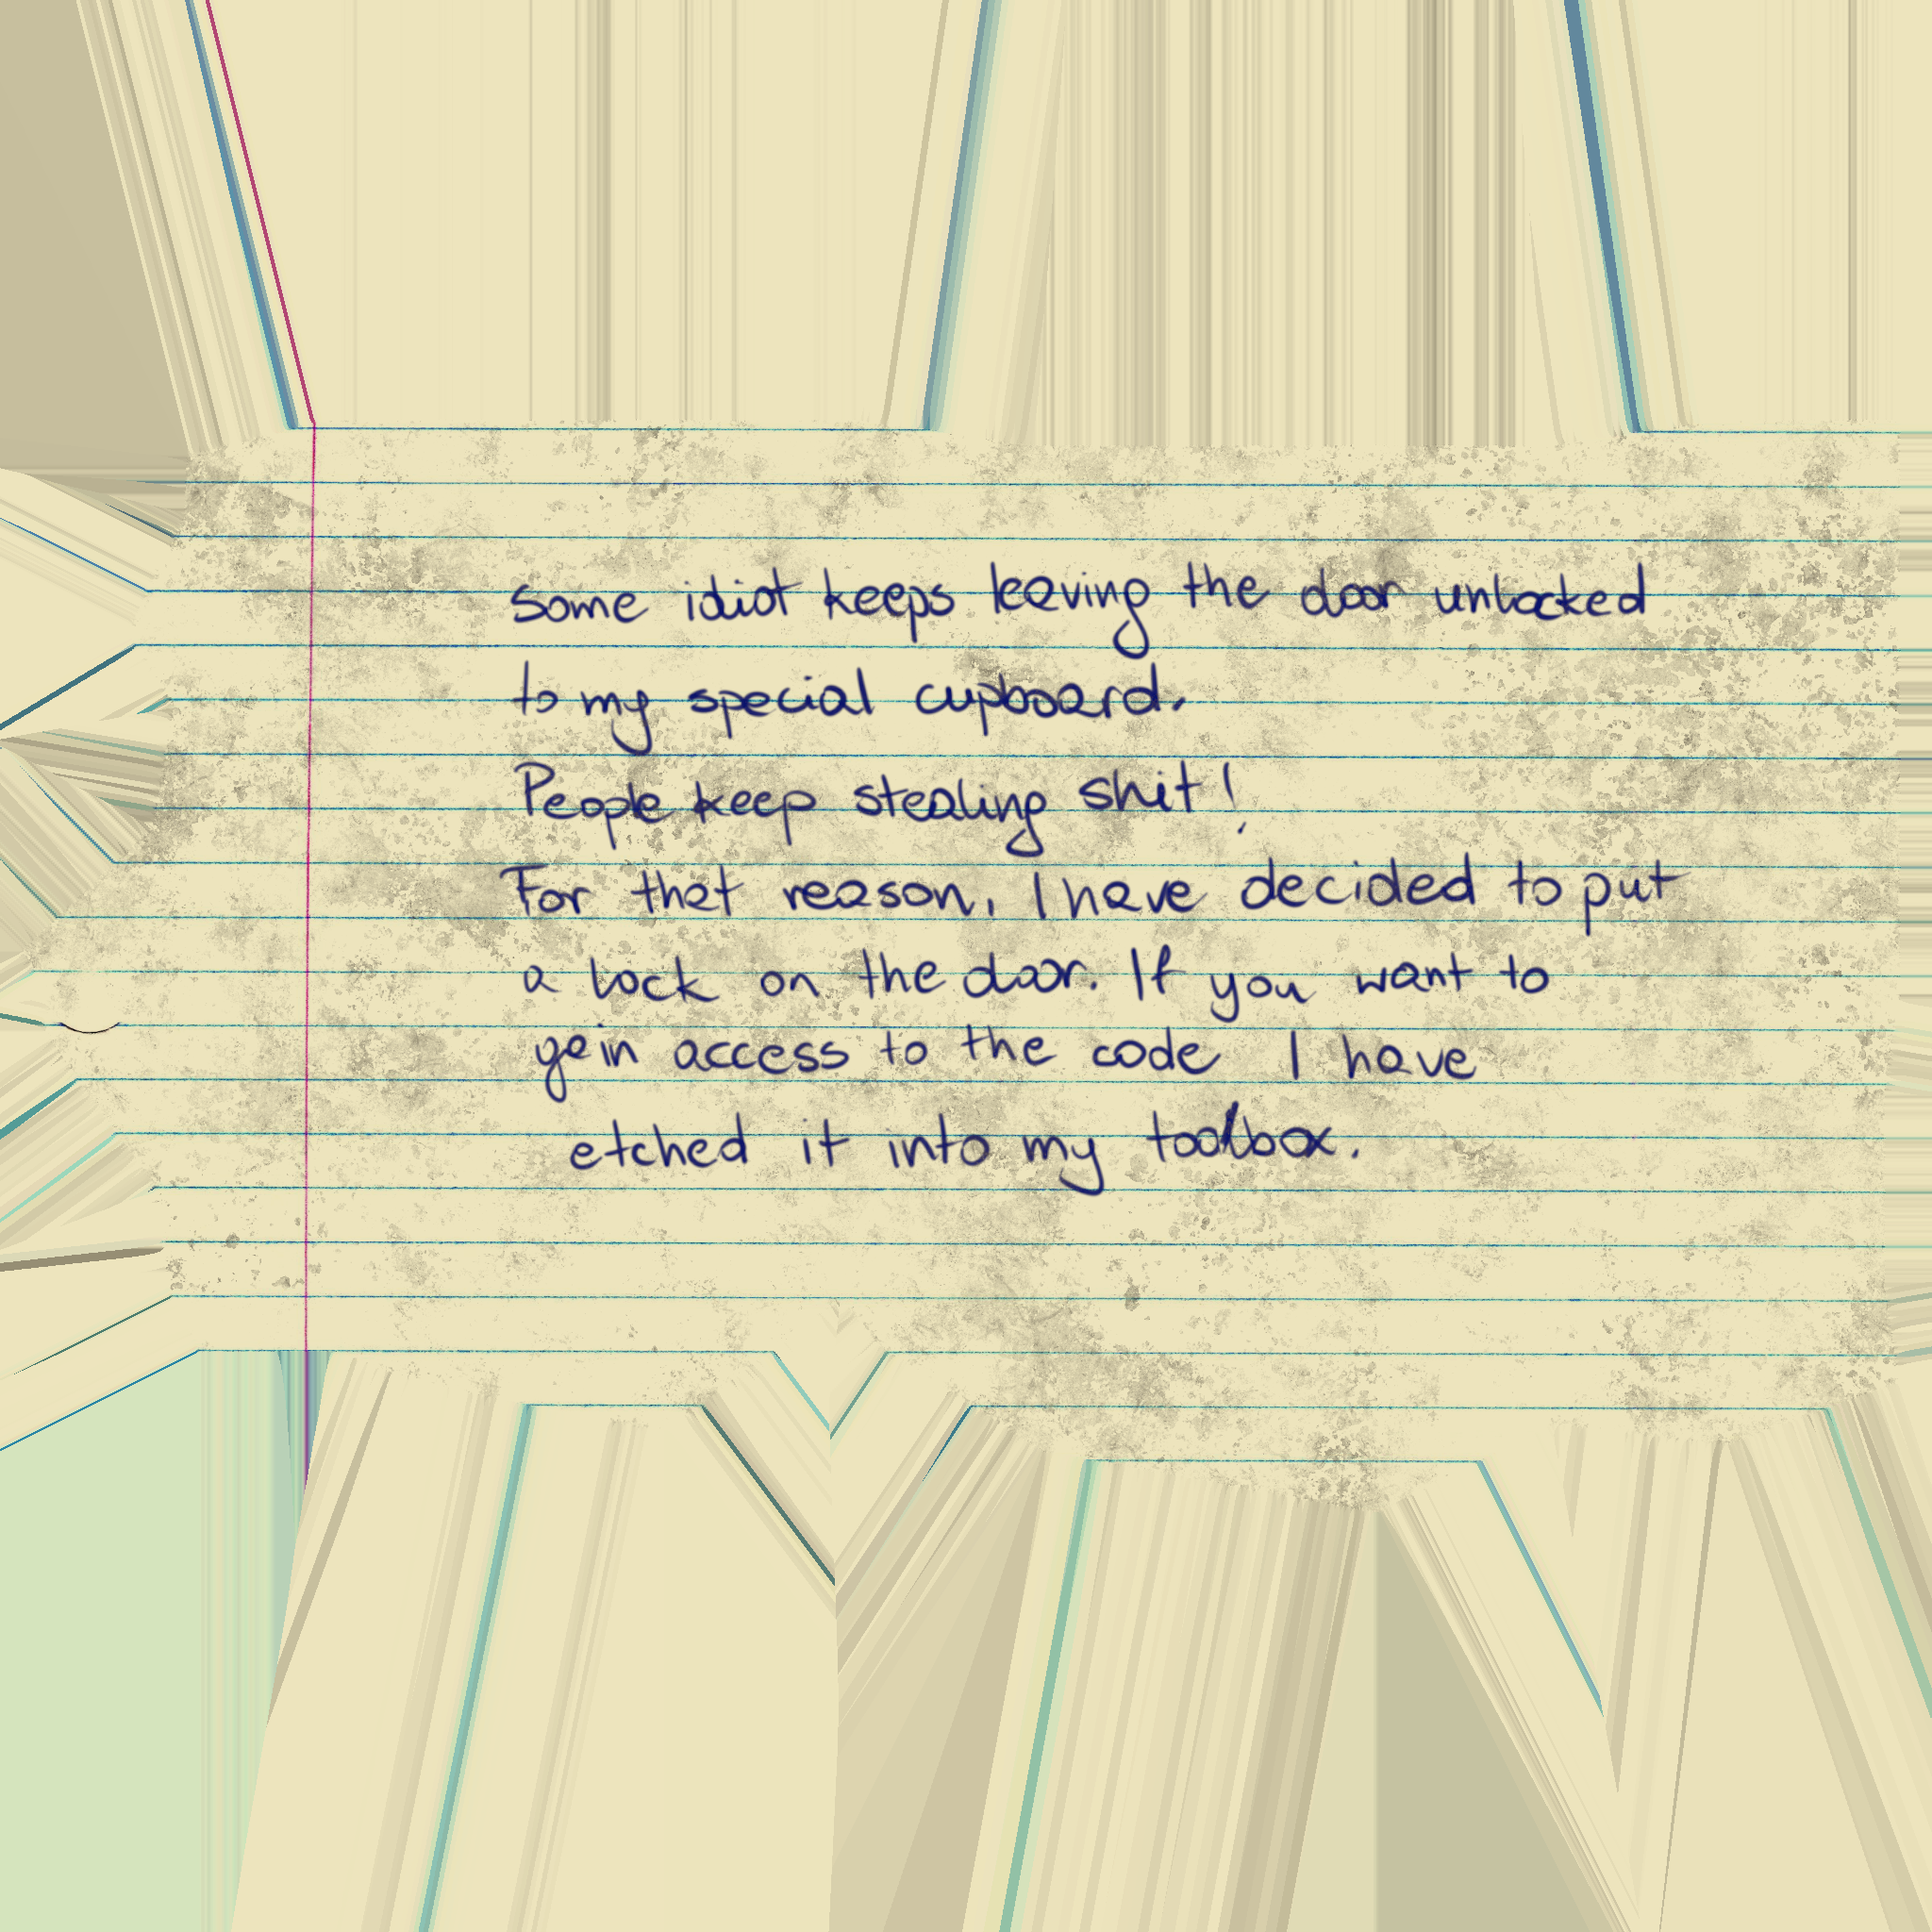 Some idiot keeps leaving the door unlocked
to my special cupboard.
People keep stealing shit!
For that reason, I have decided to put
a lock on the door. If you want to
gain access to the code I have
etched it into my toolbox.